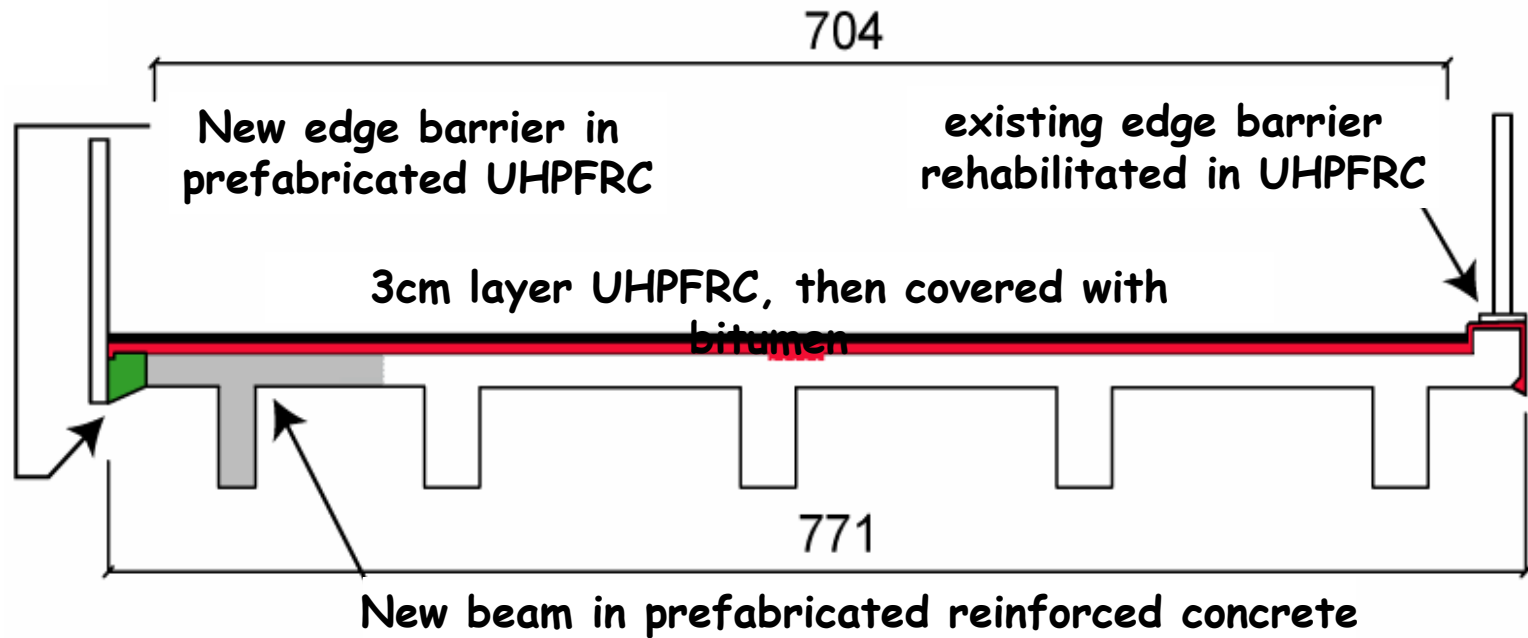 704
New edge barrier in
prefabricated UHPFRC
existing edge barrier
rehabilitated in UHPFRC
3cm layer UHPFRC, then covered with
bitumen
771
New beam in prefabricated reinforced concrete